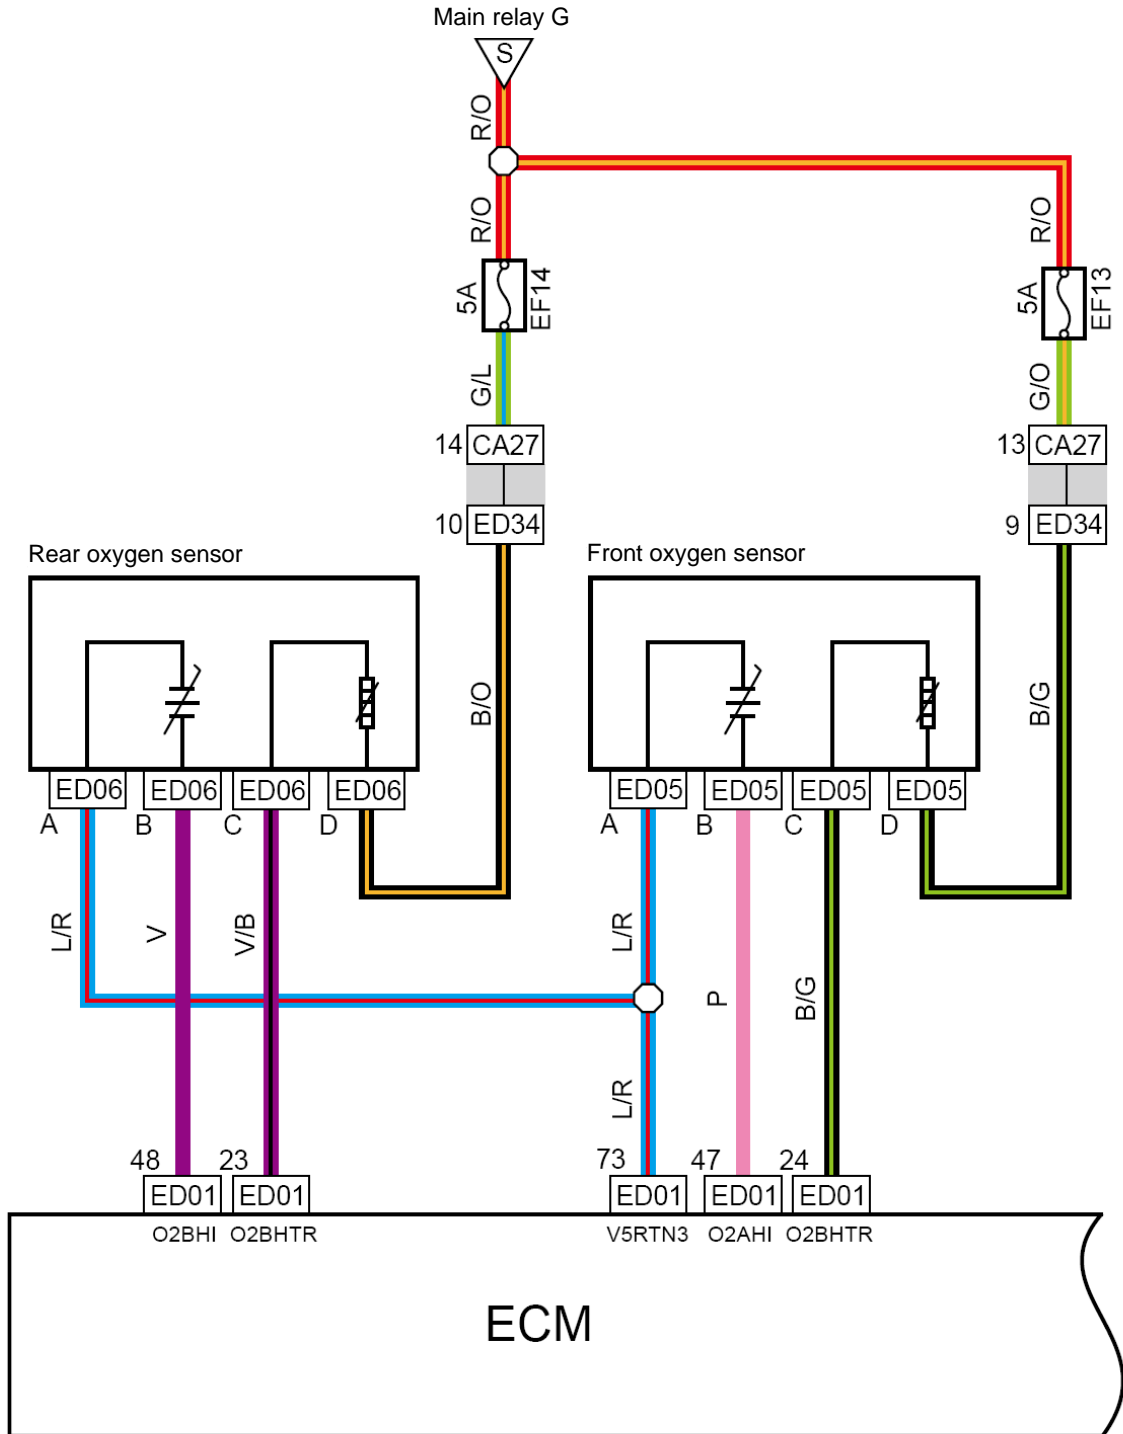 Main relay G
S
R/O
R/O
R/O
5A
EF14
5A
EF13
G/L
G/O
14 CA27
13 CA27
10 ED34
9 ED34
Rear oxygen sensor
Front oxygen sensor
B/O
B/G
ED06 ED06 ED06 ED06
ED05 ED05 ED05 ED05
A B C D
A B C D
L/R
V
V/B
L/R
P
B/G
L/R
48 23 73 47 24
ED01 ED01 ED01 ED01 ED01
O2BHI O2BHTR V5RTN3 O2AHI O2BHTR
ECM